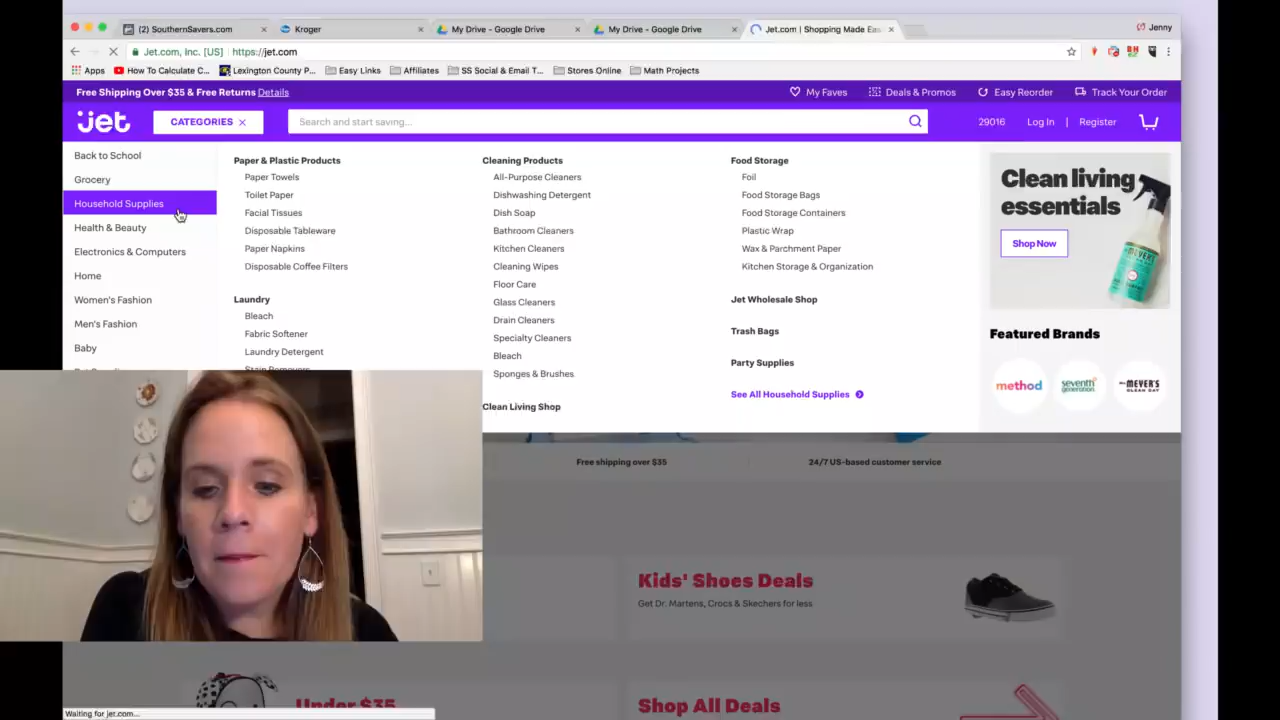 (2) SouthernSavers.com
Kroger
My Drive - Google Drive
My Drive - Google Drive
Jet.com | Shopping Made Eas
Jenny
Jet.com, Inc. [US]
https://jet.com
Apps
How To Calculate C...
Lexington County P...
Easy Links
Affiliates
SS Social & Email T...
Stores Online
Math Projects
Free Shipping Over $35 & Free Returns Details
My Faves
Deals & Promos
Easy Reorder
Track Your Order
jet
CATEGORIES
Search and start saving...
29016
Log In
Register
Back to School
Grocery
Household Supplies
Health & Beauty
Electronics & Computers
Home
Women's Fashion
Men's Fashion
Baby
Paper & Plastic Products
Paper Towels
Toilet Paper
Facial Tissues
Disposable Tableware
Paper Napkins
Disposable Coffee Filters
Laundry
Bleach
Fabric Softener
Laundry Detergent
Stain Removers
Cleaning Products
All-Purpose Cleaners
Dishwashing Detergent
Dish Soap
Bathroom Cleaners
Kitchen Cleaners
Cleaning Wipes
Floor Care
Glass Cleaners
Drain Cleaners
Specialty Cleaners
Bleach
Sponges & Brushes
Clean Living Shop
Food Storage
Foil
Food Storage Bags
Food Storage Containers
Plastic Wrap
Wax & Parchment Paper
Kitchen Storage & Organization
Jet Wholesale Shop
Trash Bags
Party Supplies
See All Household Supplies
Clean living
essentials
Shop Now
Featured Brands
method
seventh
generation
MEYER'S
CLEAN DAY
Free shipping over $35
24/7 US-based customer service
Kids' Shoes Deals
Get Dr. Martens, Crocs & Skechers for less
Under $35
Shop All Deals
Waiting for jet.com...